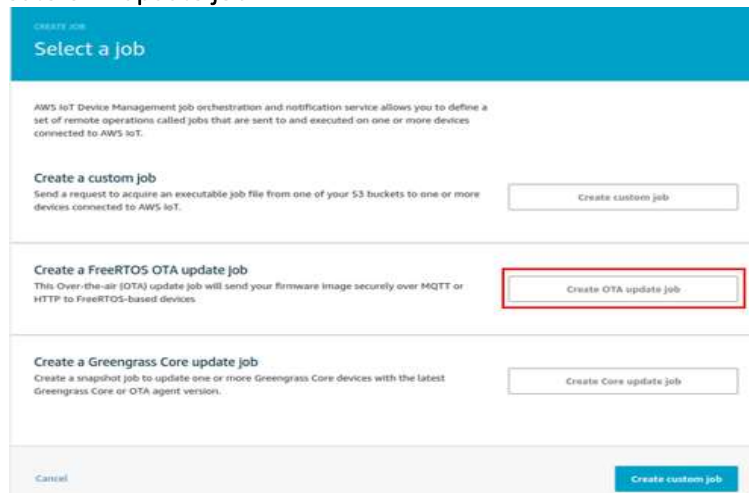 CREATE JOB
Select a job
AWS IoT Device Management job orchestration and notification service allows you to define a
set of remote operations called jobs that are sent to and executed on one or more devices
connected to AWS IoT.
Create a custom job
Send a request to acquire an executable job file from one of your S3 buckets to one or more
devices connected to AWS IoT.
Create custom job
Create a FreeRTOS OTA update job
This Over-the-air (OTA) update job will send your firmware image securely over MQTT or
HTTP to FreeRTOS-based devices
Create OTA update job
Create a Greengrass Core update job
Create a snapshot job to update one or more Greengrass Core devices with the latest
Greengrass Core or OTA agent version.
Create Core update job
Cancel
Create custom job